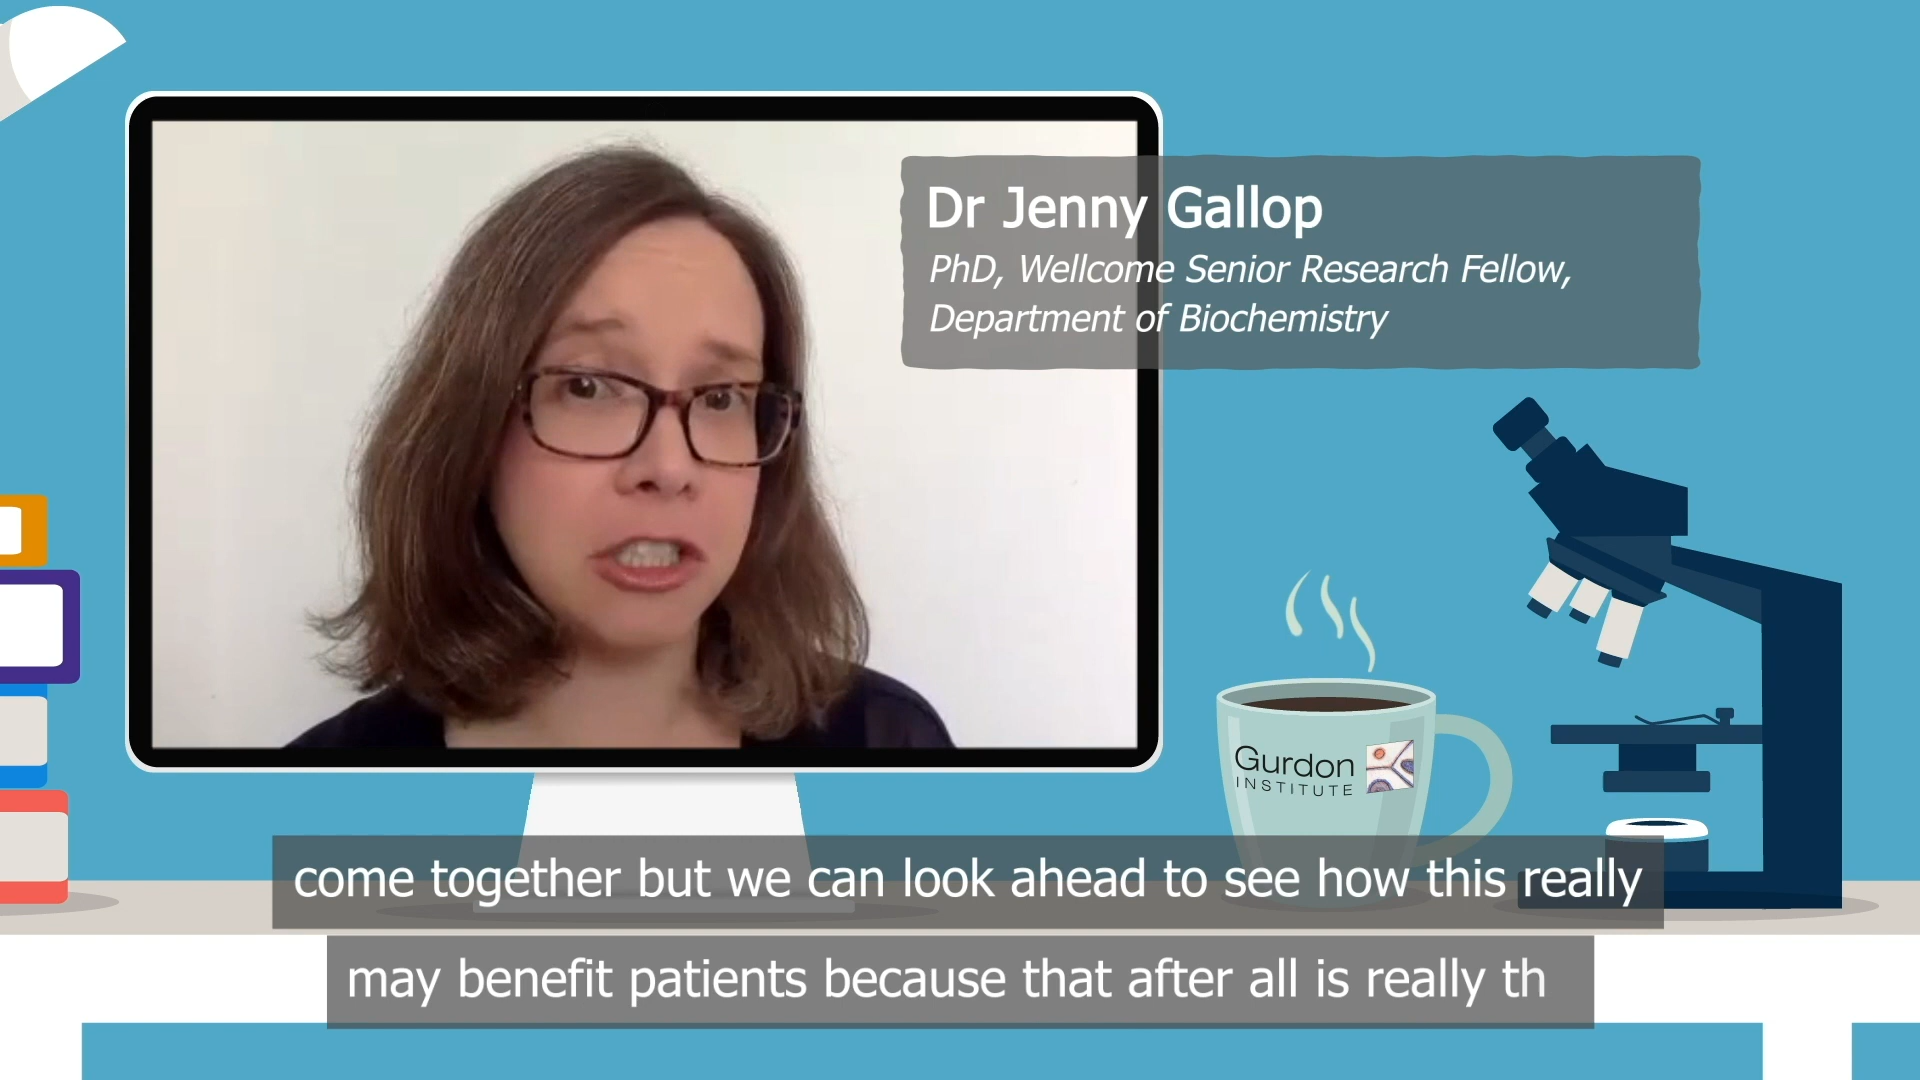 Dr Jenny Gallop
PhD, Wellcome Senior Research Fellow,
Department of Biochemistry
Gurdon
INSTITUTE
come together but we can look ahead to see how this really
may benefit patients because that after all is really th